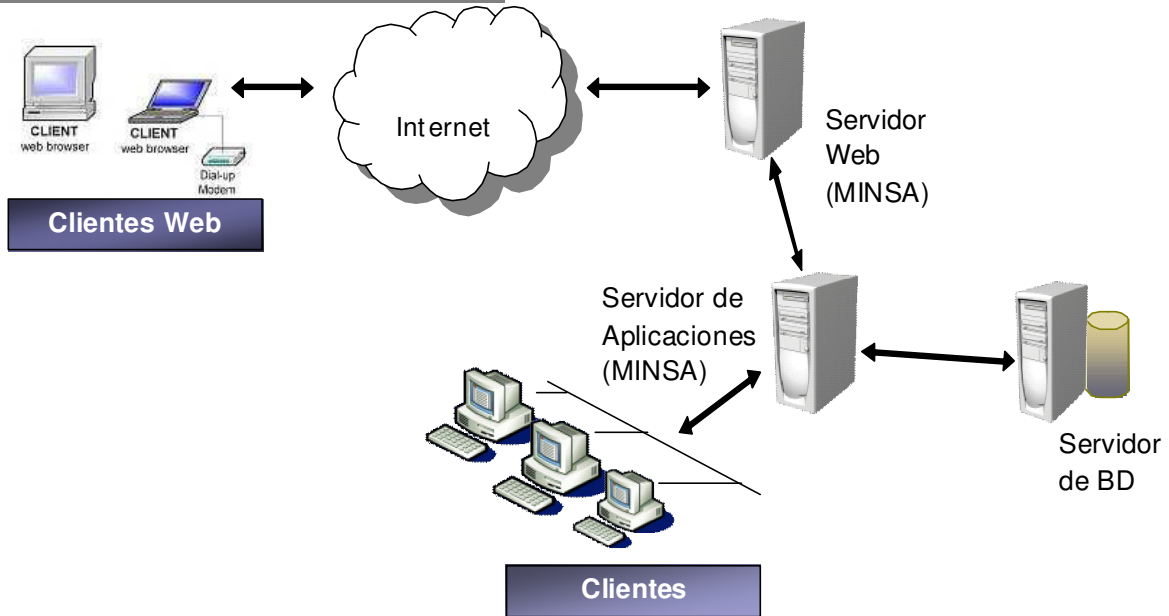 CLIENT
web browser
CLIENT
web browser
Dial-up
Modem
Clientes Web
Internet
Servidor
Web
(MINSA)
Servidor de
Aplicaciones
(MINSA)
Servidor
de BD
Clientes